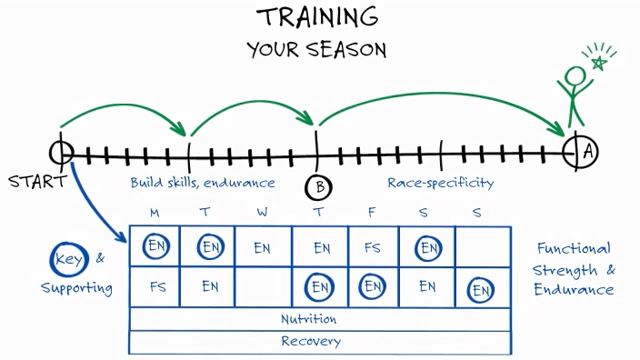 TRAINING
YOUR SEASON
A
START
Build skills, endurance
B
Race-specificity
M T W T F S S
Key &
Supporting
EN EN EN EN FS EN
FS EN EN EN EN EN
Functional
Strength &
Endurance
Nutrition
Recovery